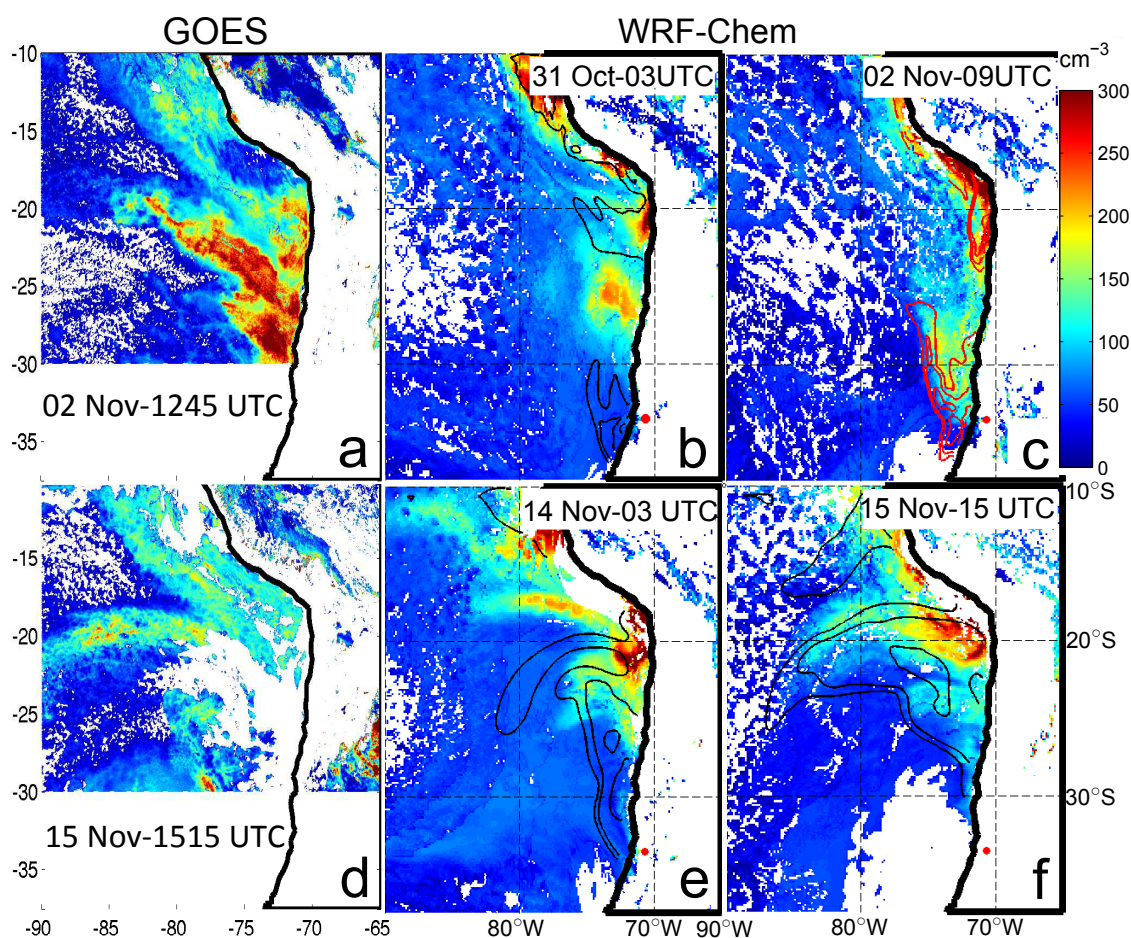 GOES WRF-Chem
cm−3
31 Oct-03UTC 02 Nov-09UTC
-10
-15
-20
-25
-30
-35
02 Nov-1245 UTC
a b c
300
250
200
150
100
50
0
14 Nov-03 UTC 15 Nov-15 UTC
10°S
-15
-20 20°S
-25
-30 30°S
-35
15 Nov-1515 UTC
d e f
-90 -85 -80 -75 -70 -65 80°W 70°W 90°W 80°W 70°W